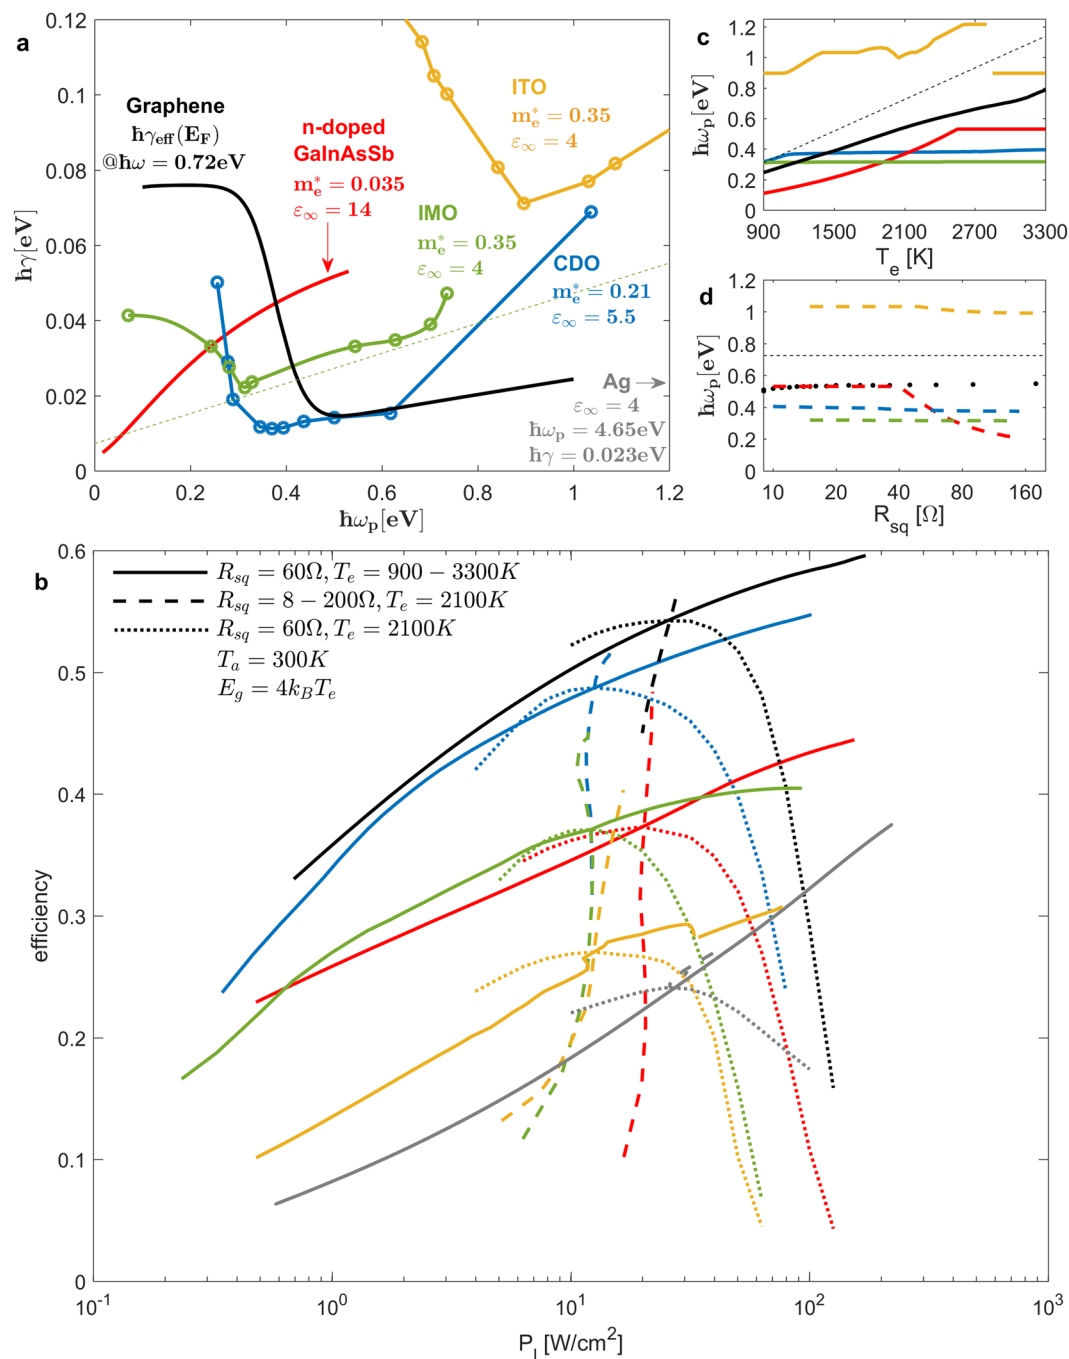 a
0.12
0.1
0.08
0.06
0.04
0.02
0
ħγ[eV]
0
0.2
0.4
0.6
0.8
1
1.2
ħωp[eV]
Graphene
ħγeff(EF)
@ħω = 0.72eV
n-doped
GaInAsSb
m*e = 0.035
ε∞ = 14
ITO
m*e = 0.35
ε∞ = 4
IMO
m*e = 0.35
ε∞ = 4
CDO
m*e = 0.21
ε∞ = 5.5
Ag
ε∞ = 4
ħωp = 4.65eV
ħγ = 0.023eV
c
1.2
1
0.8
0.6
0.4
0.2
0
ħωp[eV]
900
1500
2100
2700
3300
Te [K]
d
1.2
1
0.8
0.6
0.4
0.2
0
ħωp[eV]
10
20
40
80
160
Rsq [Ω]
b
0.6
0.5
0.4
0.3
0.2
0.1
0
efficiency
Rsq = 60Ω, Te = 900 − 3300K
Rsq = 8 − 200Ω, Te = 2100K
Rsq = 60Ω, Te = 2100K
Ta = 300K
Eg = 4kBTe
10-1
100
101
102
103
Pl [W/cm2]